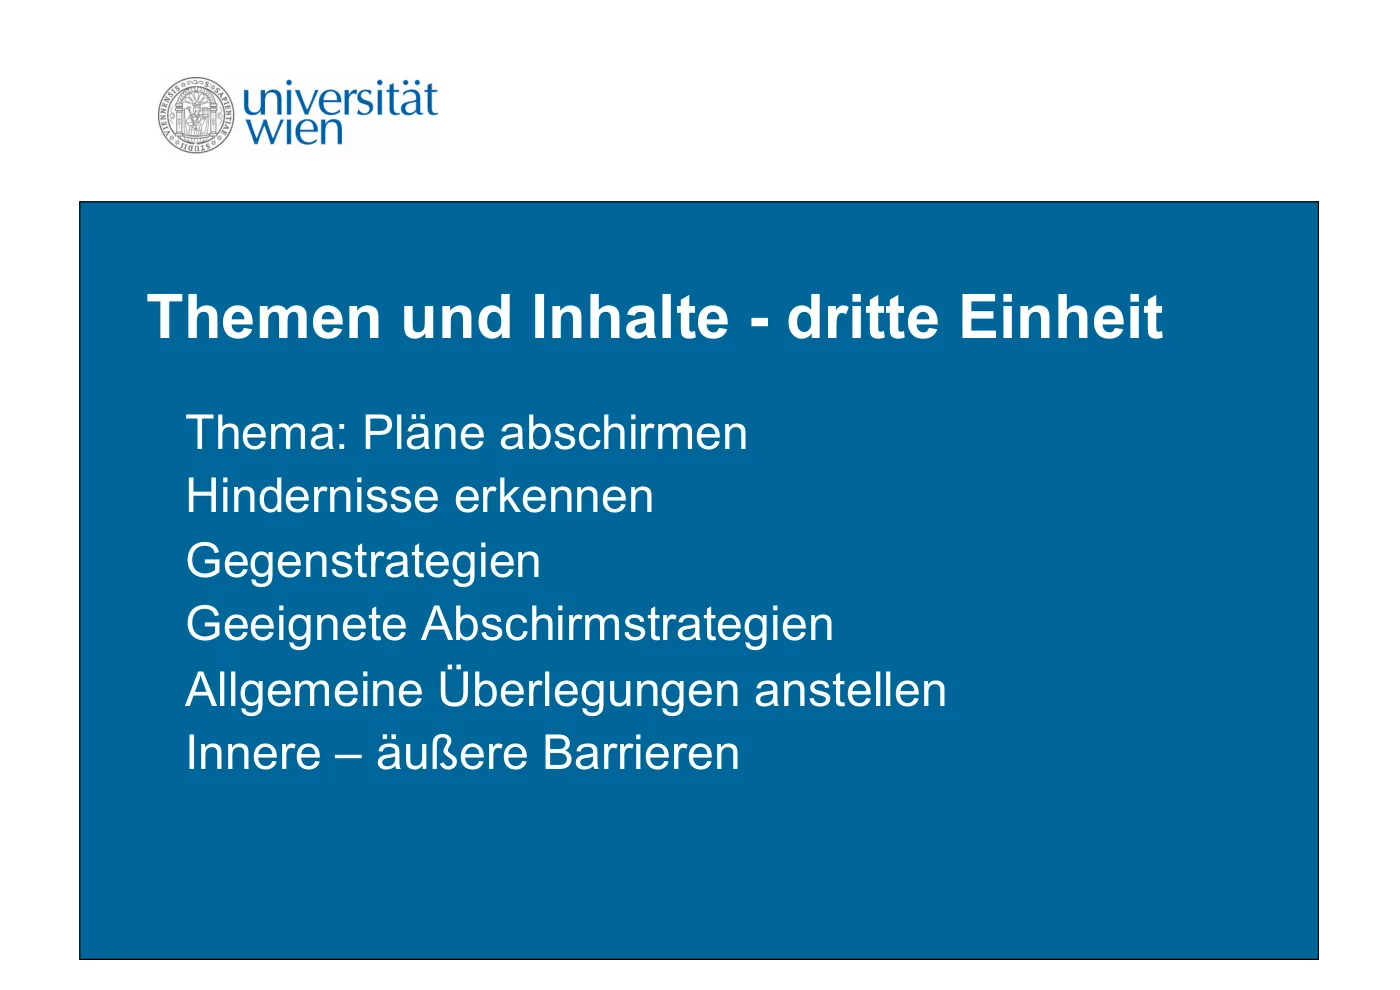 universität
wien
Themen und Inhalte - dritte Einheit
Thema: Pläne abschirmen
Hindernisse erkennen
Gegenstrategien
Geeignete Abschirmstrategien
Allgemeine Überlegungen anstellen
Innere – äußere Barrieren